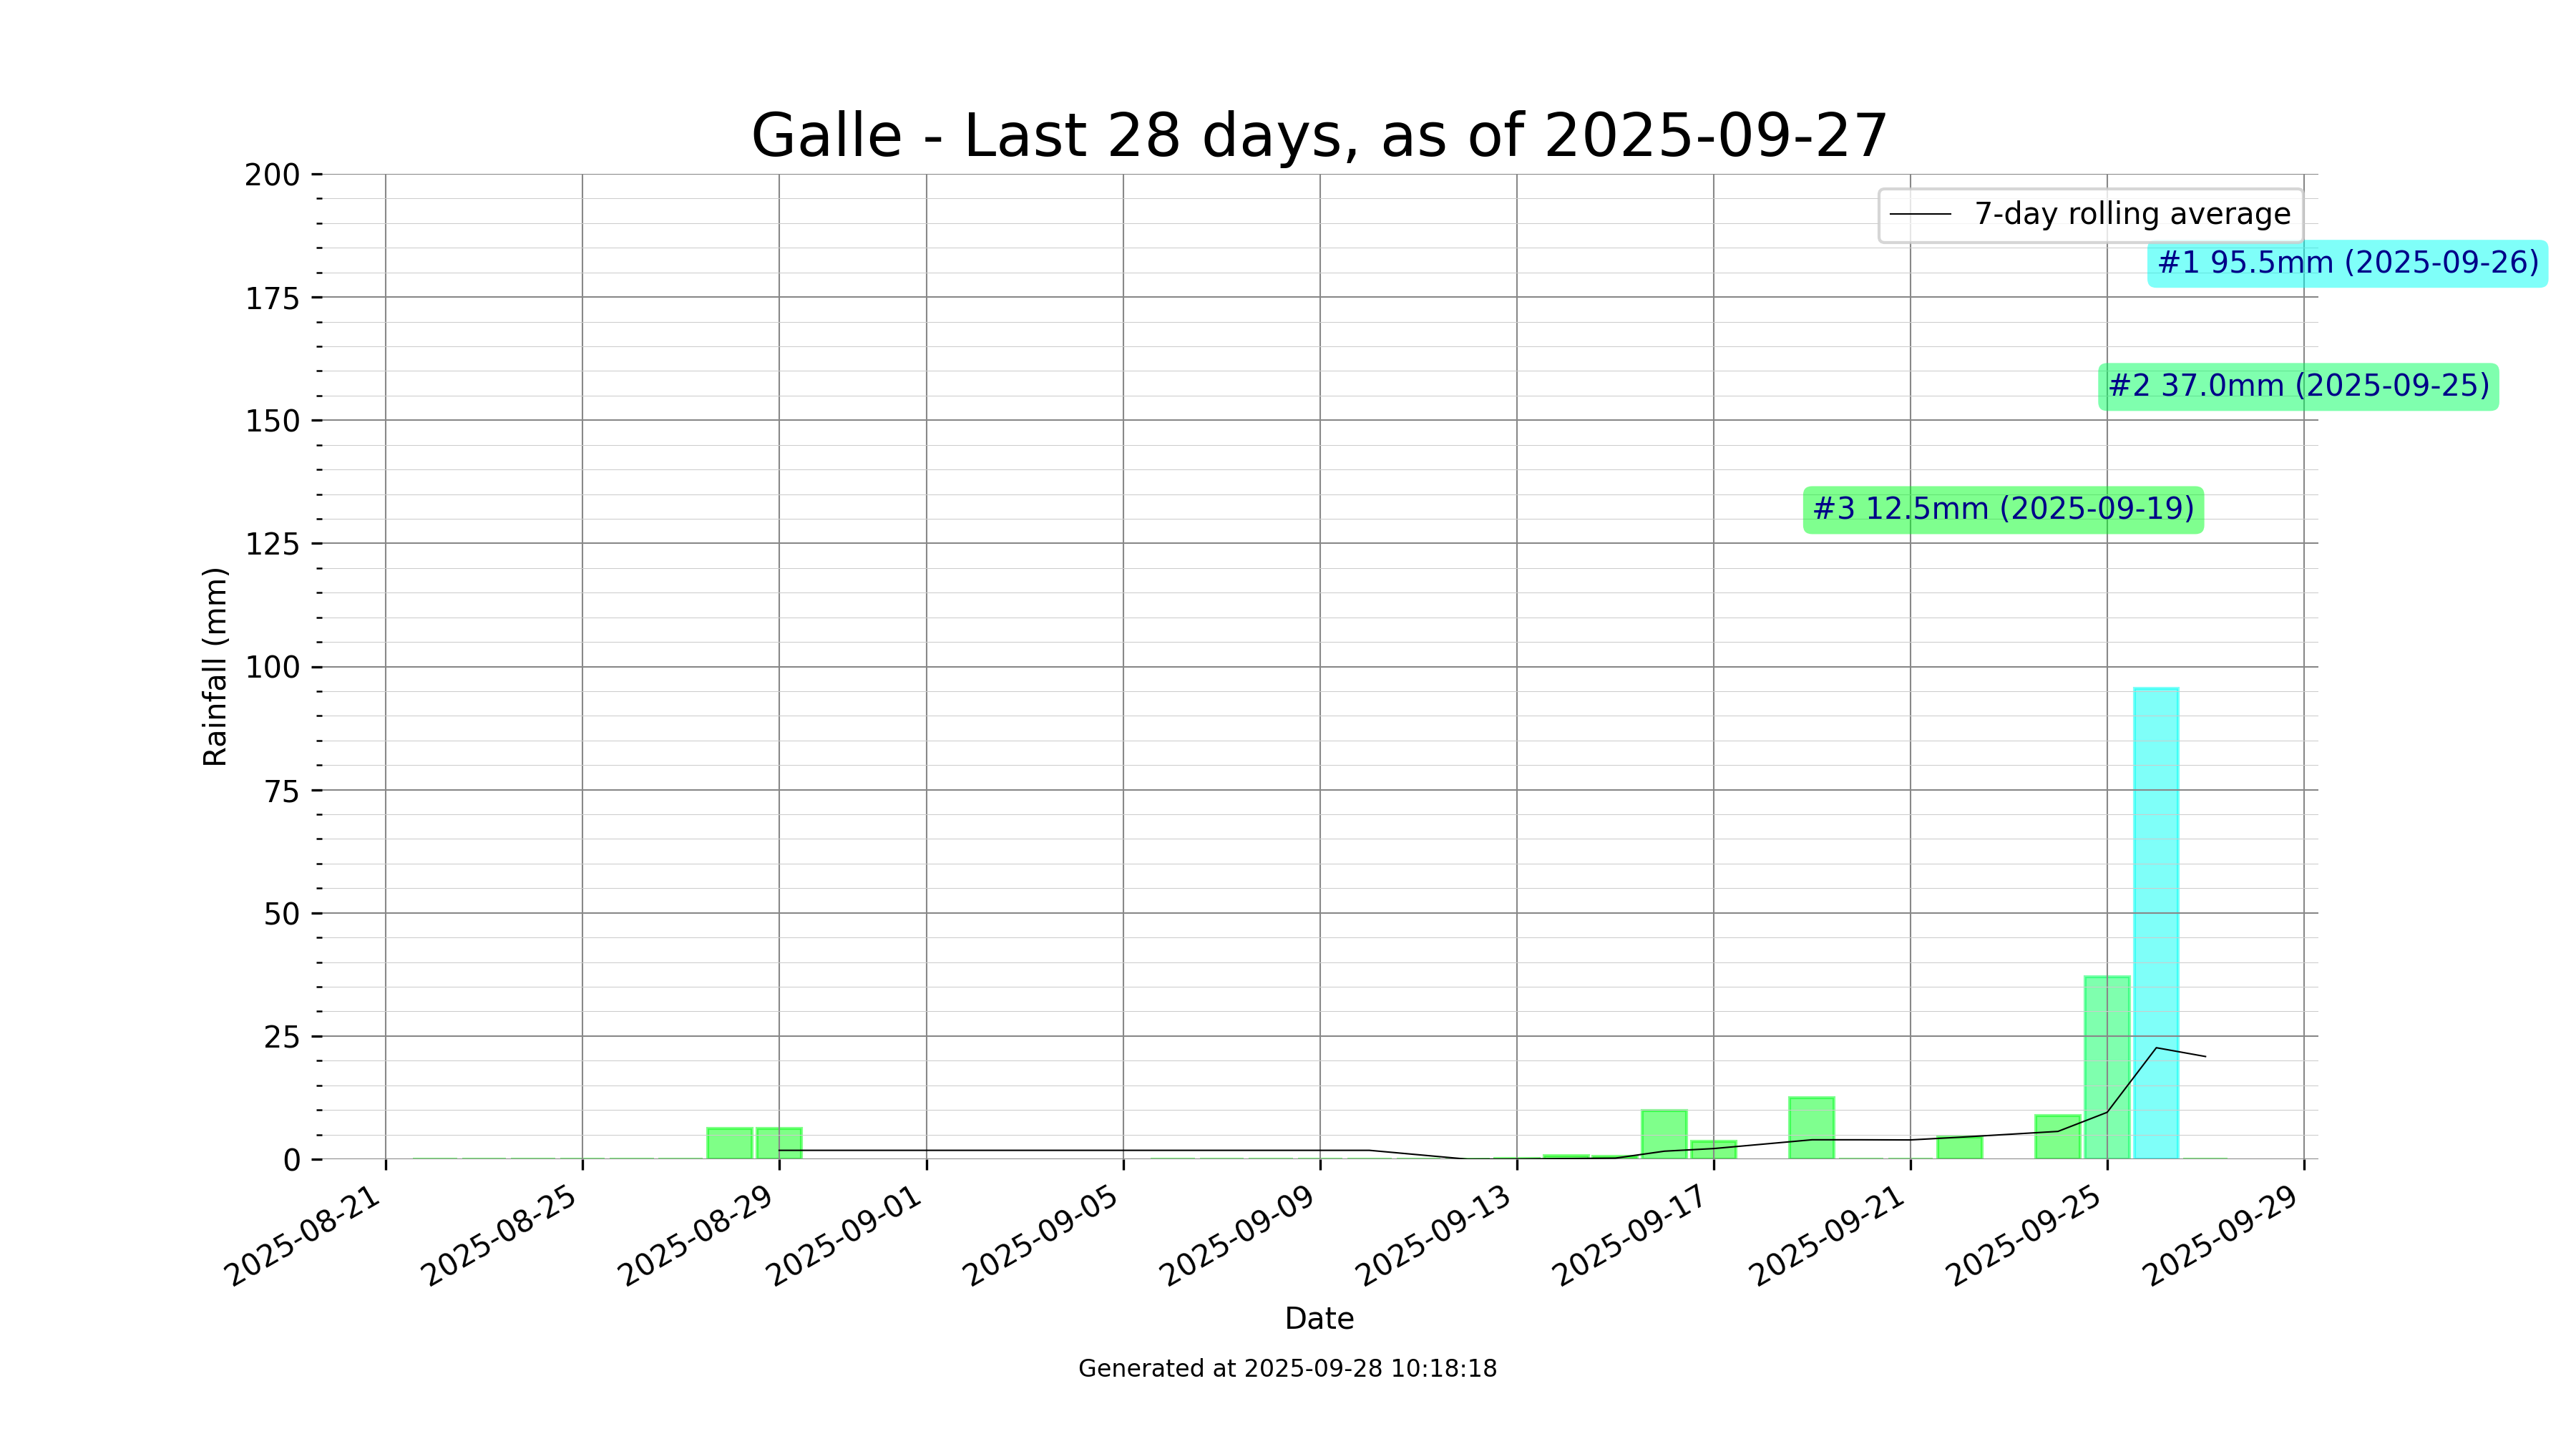 Galle - Last 28 days, as of 2025-09-27
200
175
150
125
100
75
50
25
0
Rainfall (mm)
7-day rolling average
#1 95.5mm (2025-09-26)
#2 37.0mm (2025-09-25)
#3 12.5mm (2025-09-19)
2025-08-21
2025-08-25
2025-08-29
2025-09-01
2025-09-05
2025-09-09
2025-09-13
2025-09-17
2025-09-21
2025-09-25
2025-09-29
Date
Generated at 2025-09-28 10:18:18